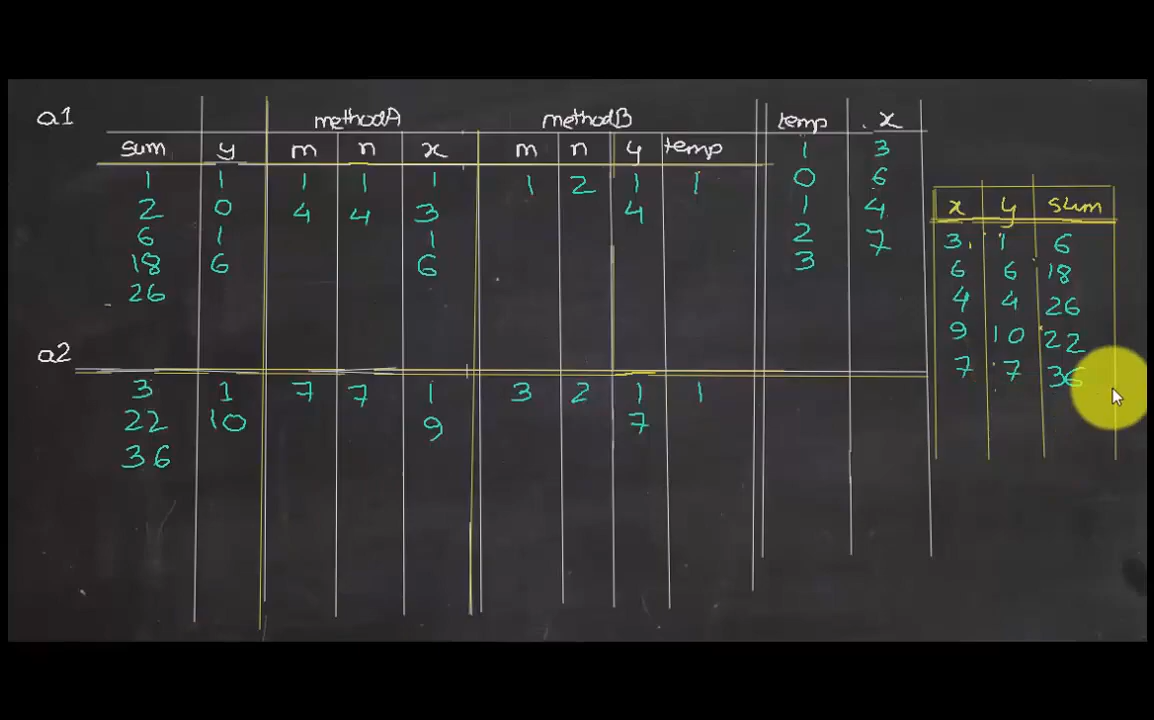 a1 methodA methodB temp x
sum y m n x m n y temp 1 3
1 1 1 1 1 1 2 1 1 0 6
2 0 4 4 3 4 1 4
6 1 1 2 7
18 6 6 3
26
x y sum
3 1 6
6 6 18
4 4 26
9 10 22
7 7 36
a2
3 1 7 7 1 3 2 1 1
22 10 9 7
36